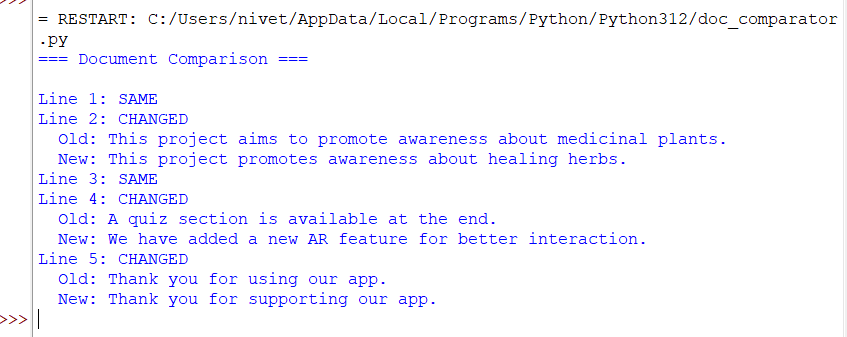 >>>
= RESTART: C:/Users/nivet/AppData/Local/Programs/Python/Python312/doc_comparator
.py
=== Document Comparison ===
Line 1: SAME
Line 2: CHANGED
Old: This project aims to promote awareness about medicinal plants.
New: This project promotes awareness about healing herbs.
Line 3: SAME
Line 4: CHANGED
Old: A quiz section is available at the end.
New: We have added a new AR feature for better interaction.
Line 5: CHANGED
Old: Thank you for using our app.
New: Thank you for supporting our app.
>>>